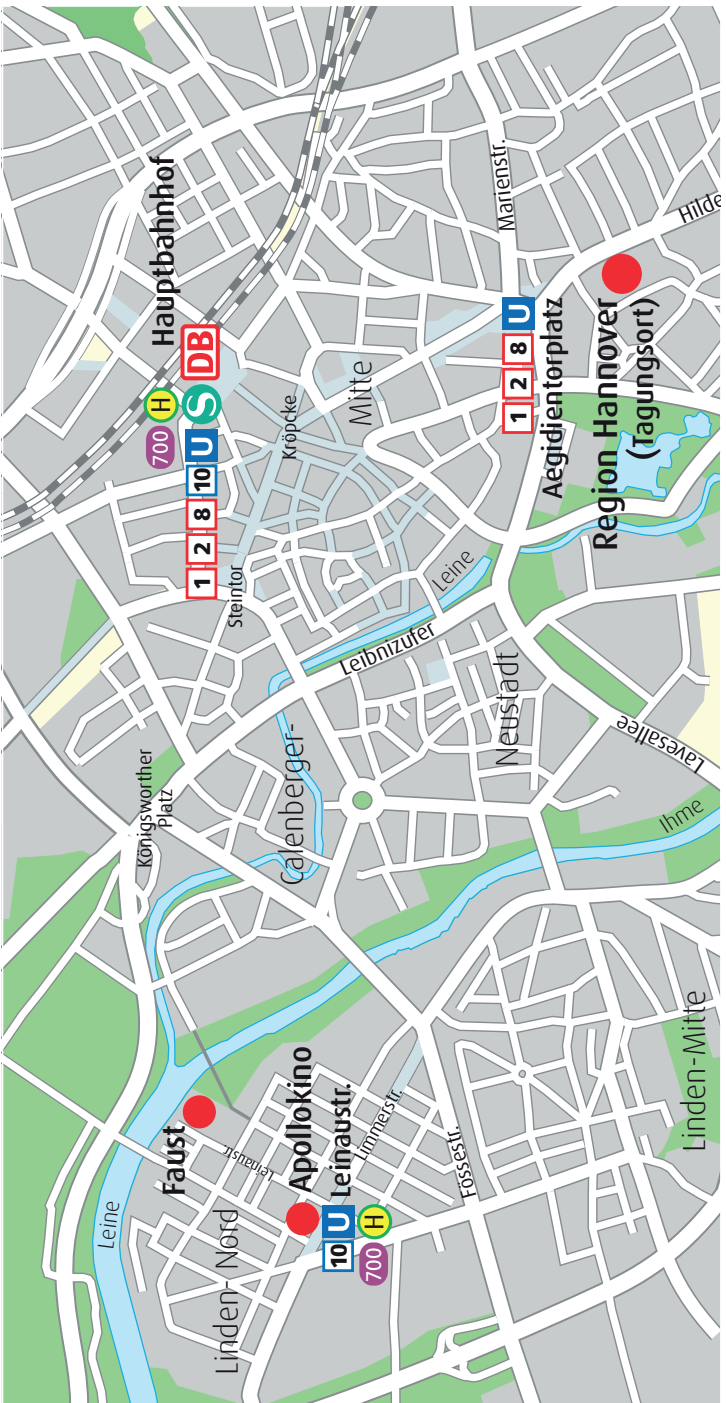 Leine
Königsworther
Platz
Hauptbahnhof
700 H
Faust
1 2 8 10 U S DB
Linden- Nord
Steintor
Leinaustr.
Calenberger-
Neustadt
Kröpcke
Apollokino
10 U Leinaustr.
700 H
Mitte
Limmerstr.
Leibnizufer
Leine
Fössestr.
Marienstr.
1 2 8 U
Aegidientorplatz
Region Hannover
(Tagungsort)
Lavesallee
Ihme
Linden-Mitte
Hilde